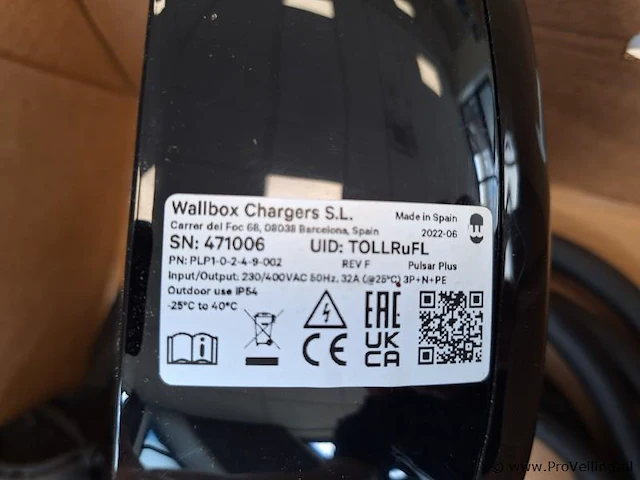 Wallbox Chargers S.L.
Made in Spain
Carrer del Foc 68, 08038 Barcelona, Spain
2022-06
SN: 471006
UID: TOLLRuFL
PN: PLP1-0-2-4-9-002
REV F
Pulsar Plus
Input/Output: 230/400VAC 50Hz, 32A (@25°C) 3P+N+PE
Outdoor use IP54
-25°C to 40°C
EAC
CE
UK
CA
© www.ProVeiling.nl